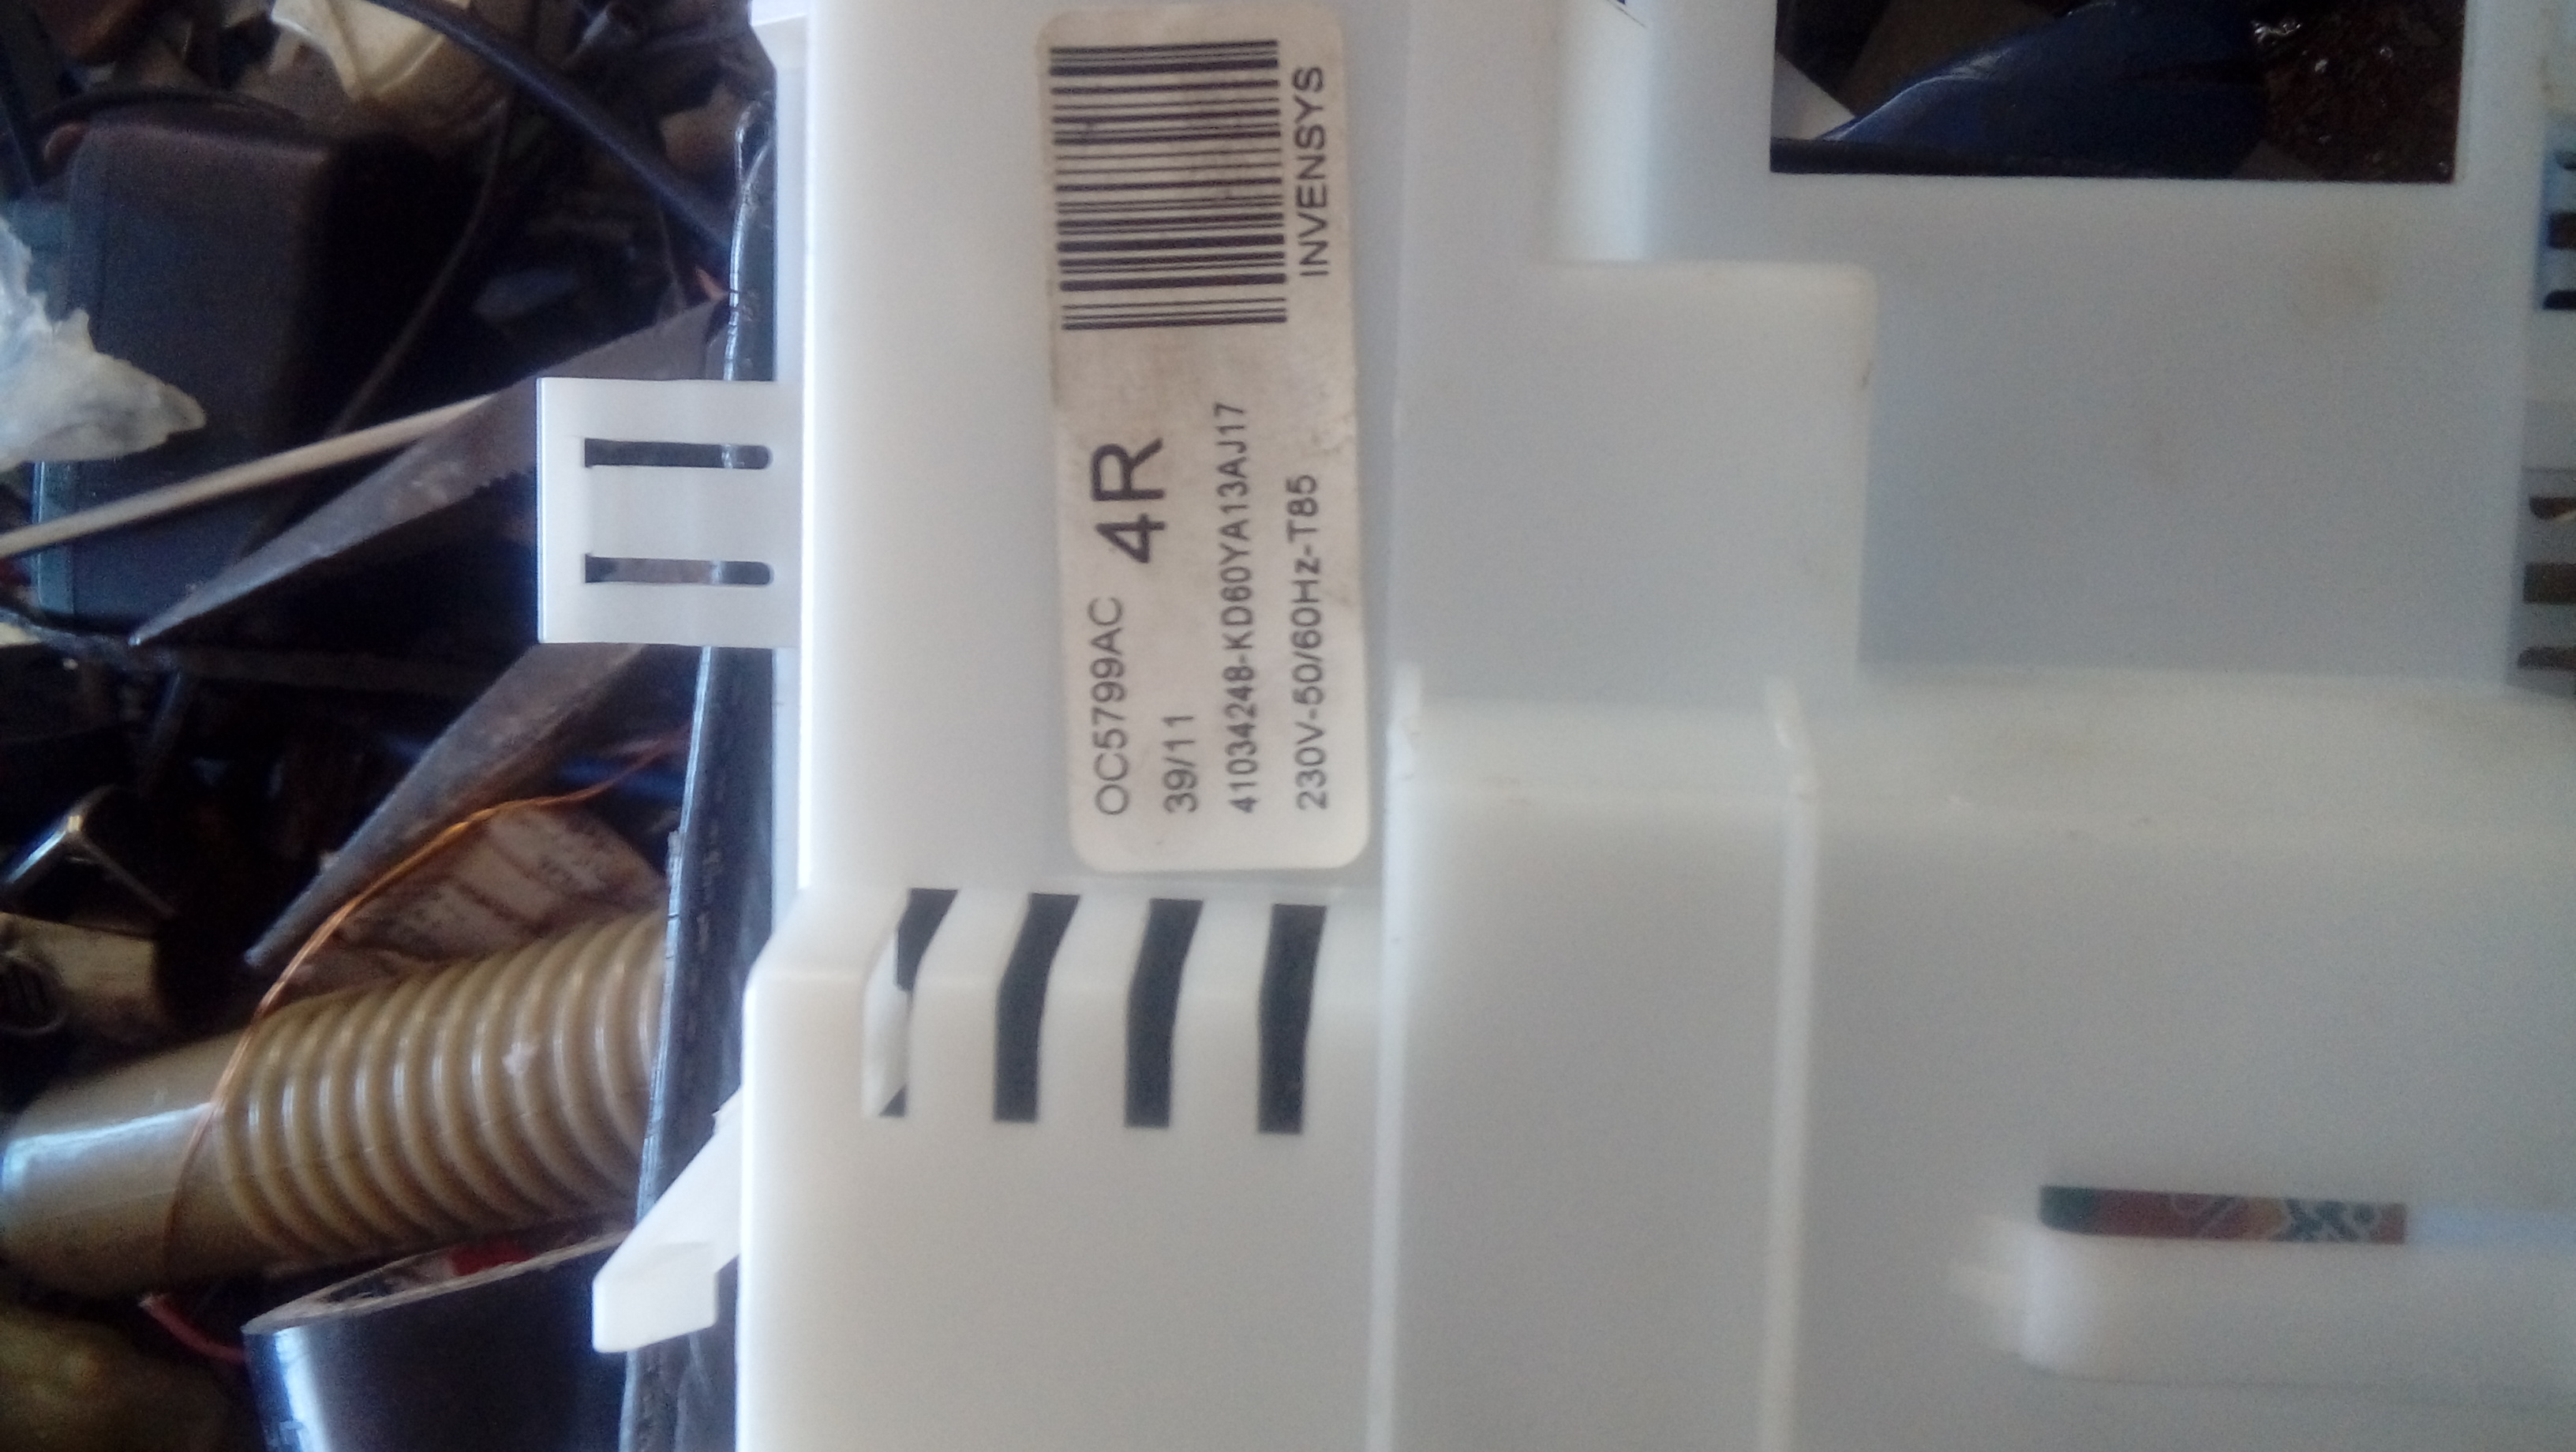 OC5799AC 4R
39/11
41034248-KD60YA13AJ17
230V-50/60Hz-T85
INVENSYS